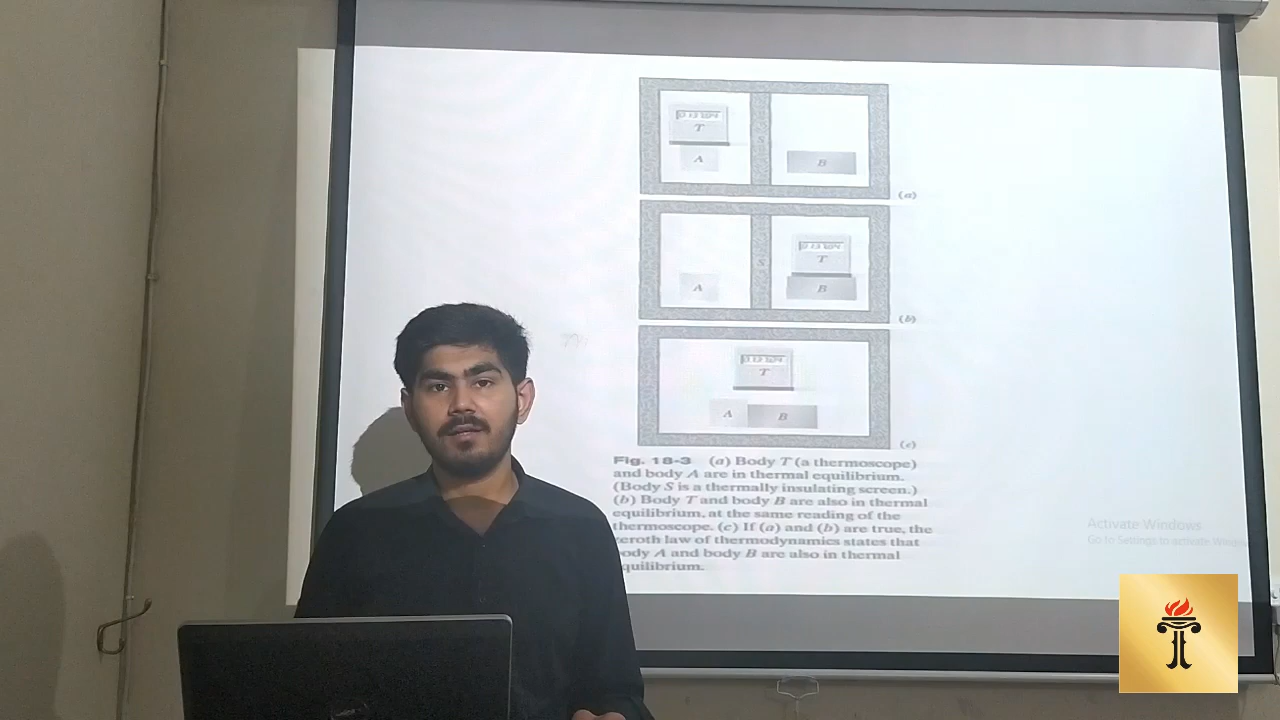 T
S
A
B
(a)
T
S
A
B
(b)
T
A
B
(c)
Fig. 18-3 (a) Body T (a thermoscope)
and body A are in thermal equilibrium.
(Body S is a thermally insulating screen.)
(b) Body T and body B are also in thermal
equilibrium, at the same reading of the
thermoscope. (c) If (a) and (b) are true, the
zeroth law of thermodynamics states that
body A and body B are also in thermal
equilibrium.
Activate Windows
Go to Settings to activate Windows